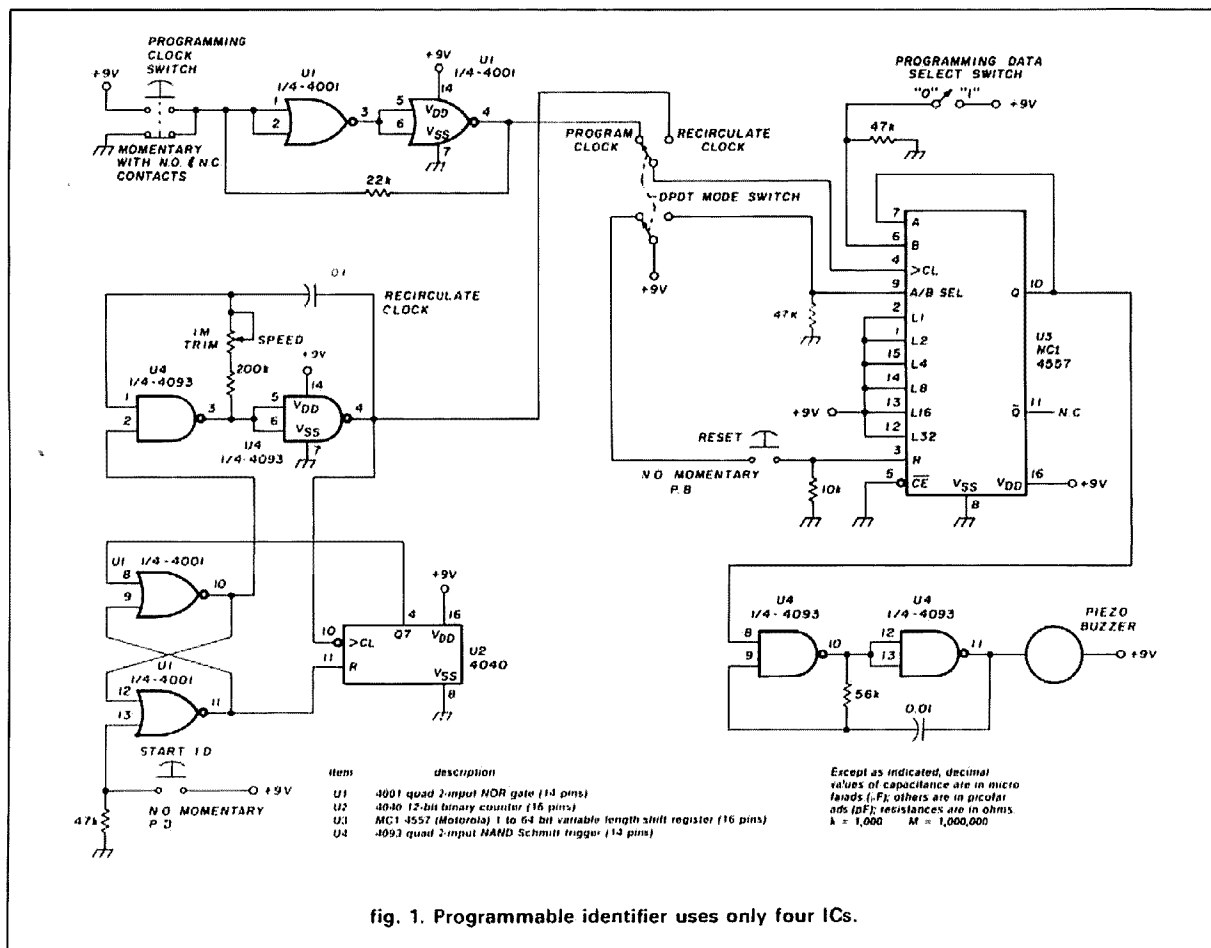 PROGRAMMING
CLOCK
SWITCH
+9V
MOMENTARY
WITH N.O. & N.C
CONTACTS
U1
1/4-4001
1
2
3
+9V
U1
1/4-4001
14
5
6
VDD
VSS
4
7
22k
PROGRAM
CLOCK
RECIRCULATE
CLOCK
DPDT MODE SWITCH
+9V
PROGRAMMING DATA
SELECT SWITCH
"0"
"1"
+9V
47k
7
A
6
B
4
>CL
9
A/B SEL
2
L1
1
L2
15
L4
14
L8
13
L16
12
L32
3
R
5
CE
VSS
8
VDD
16
+9V
Q
10
U3
MC1
4557
Q
11
N.C
47k
+9V
RESET
N.O MOMENTARY
P.B
10k
RECIRCULATE
CLOCK
1M
TRIM
SPEED
200k
U4
1/4-4093
1
2
3
+9V
14
5
6
VDD
VSS
4
7
U4
1/4-4093
U1
1/4-4001
8
9
10
U1
1/4-4001
12
13
11
START I D
N.O MOMENTARY
+9V
47k
+9V
4
16
Q7
VDD
10
>CL
11
R
VSS
8
U2
4040
U4
1/4-4093
8
9
10
U4
1/4-4093
12
13
11
56k
0.01
PIEZO
BUZZER
+9V
item description
U1 4001 quad 2-input NOR gate (14 pins)
U2 4040 12-bit binary counter (16 pins)
U3 MC1 4557 (Motorola) 1 to 64 bit variable length shift register (16 pins)
U4 4093 quad 2-input NAND Schmitt trigger (14 pins)
Except as indicated, decimal
values of capacitance are in micro
farads (µF); others are in picofar
ads (pF); resistances are in ohms.
k = 1,000 M = 1,000,000
fig. 1. Programmable identifier uses only four ICs.